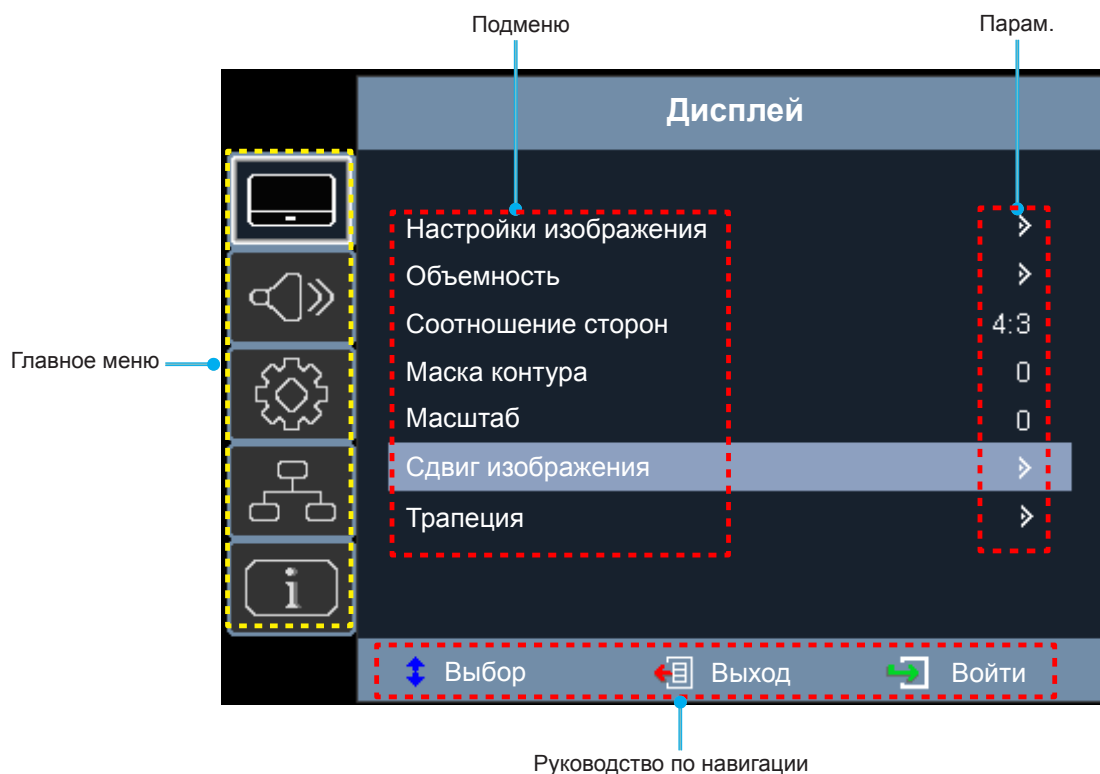 Подменю
Парам.
Дисплей
Настройки изображения
Объемность
Соотношение сторон 4:3
Главное меню
Маска контура 0
Масштаб 0
Сдвиг изображения
Трапеция
i
Выбор Выход Войти
Руководство по навигации